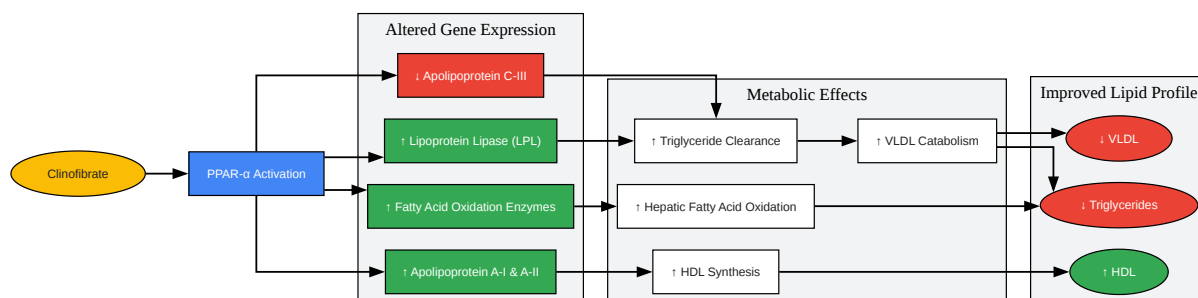 Altered Gene Expression
↓ Apolipoprotein C-III
Metabolic Effects
Improved Lipid Profile
↑ Lipoprotein Lipase (LPL)
↑ Triglyceride Clearance
↑ VLDL Catabolism
↓ VLDL
Clinofibrate
PPAR-α Activation
↑ Fatty Acid Oxidation Enzymes
↑ Hepatic Fatty Acid Oxidation
↓ Triglycerides
↑ Apolipoprotein A-I & A-II
↑ HDL Synthesis
↑ HDL